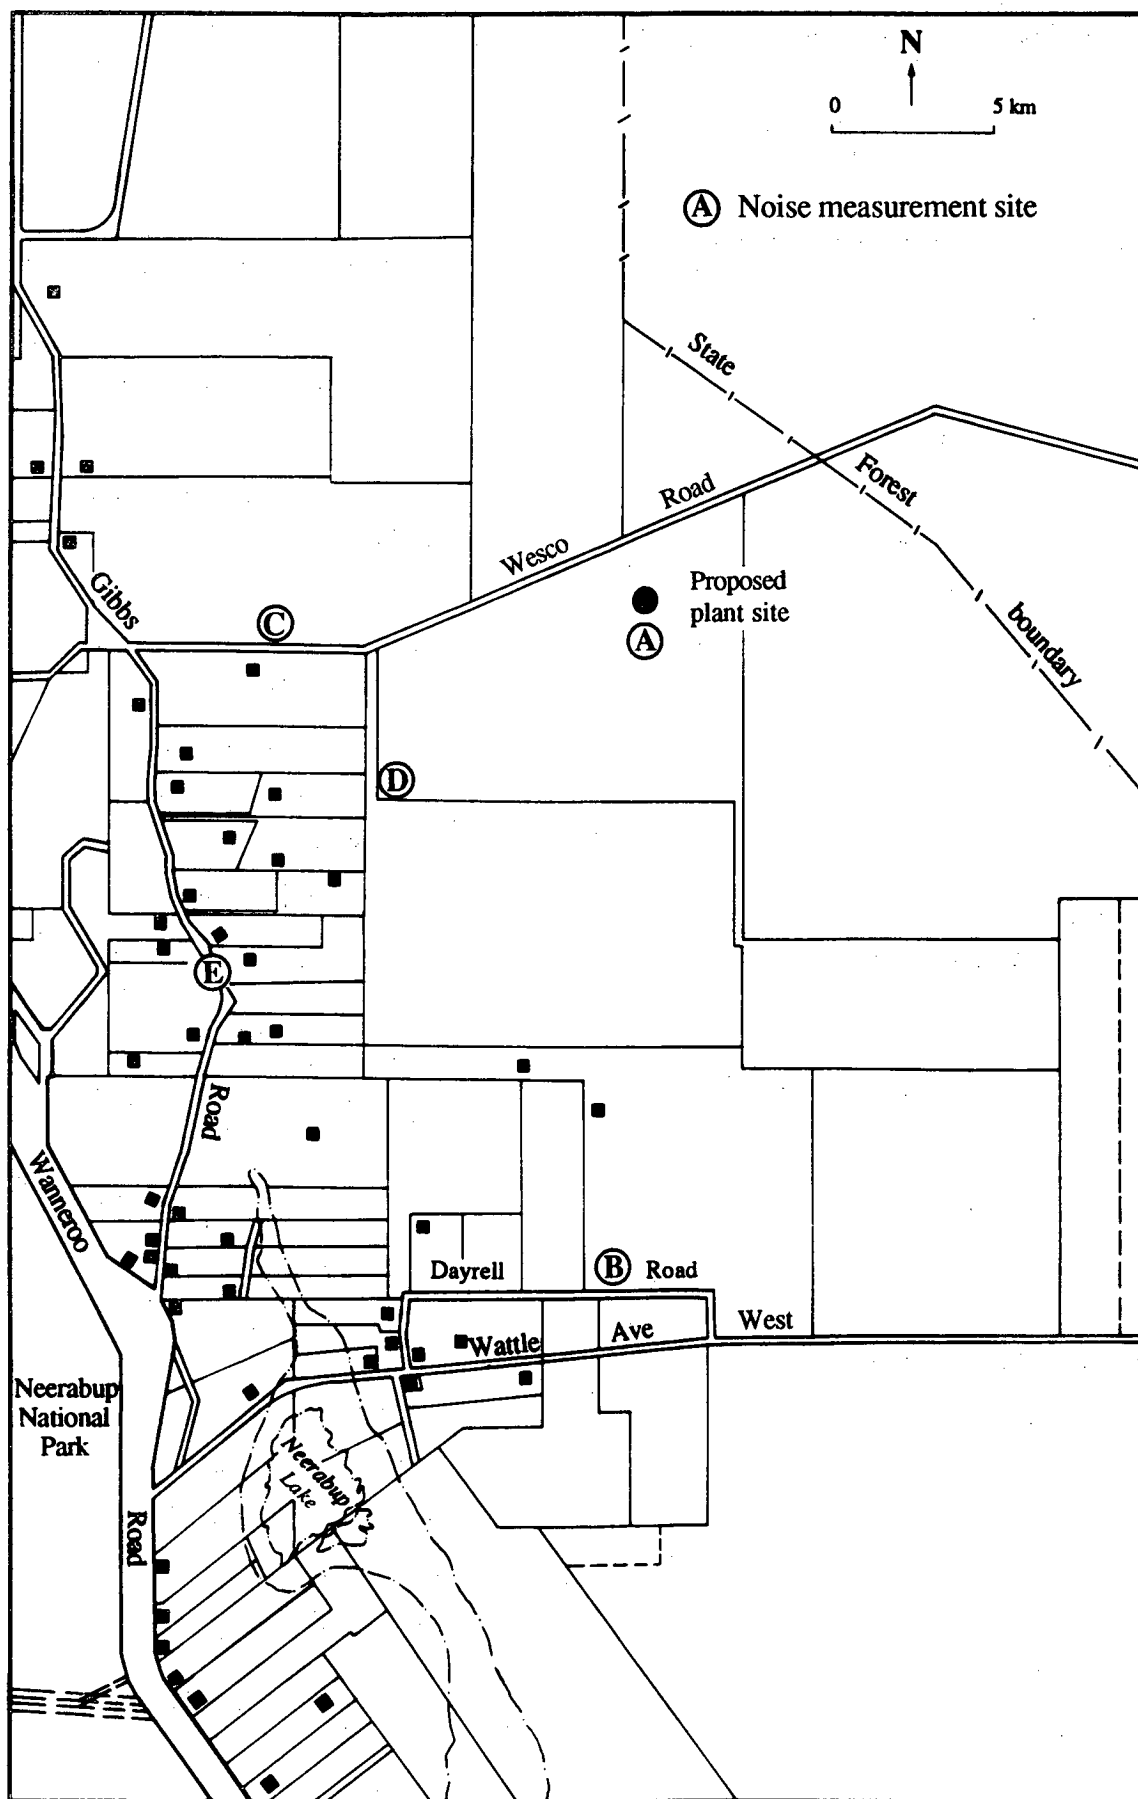 N
0 5 km
A Noise measurement site
State
Forest
boundary
Road
Wesco
Proposed
plant site
A
Gibbs
C
D
E
Road
Wanneroo
B
Dayrell Road
West
Ave
Wattle
Neerabup
National
Park
Neerabup
Lake
Road